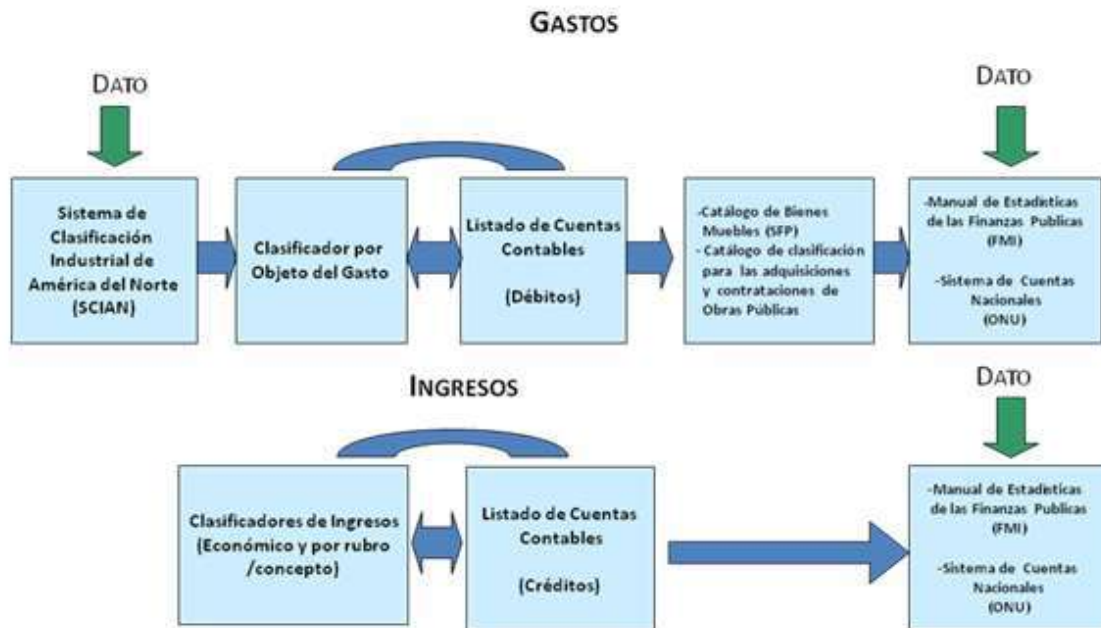 GASTOS
DATO
DATO
Sistema de
Clasificación
Industrial de
América del Norte
(SCIAN)
Clasificador por
Objeto del Gasto
Listado de Cuentas
Contables
(Débitos)
-Catálogo de Bienes
Muebles (SFP)
- Catálogo de clasificación
para las adquisiciones
y contrataciones de
Obras Públicas
-Manual de Estadísticas
de las Finanzas Publicas
(FMI)
-Sistema de Cuentas
Nacionales
(ONU)
INGRESOS
DATO
Clasificadores de Ingresos
(Económico y por rubro
/concepto)
Listado de Cuentas
Contables
(Créditos)
-Manual de Estadísticas
de las Finanzas Publicas
(FMI)
-Sistema de Cuentas
Nacionales
(ONU)